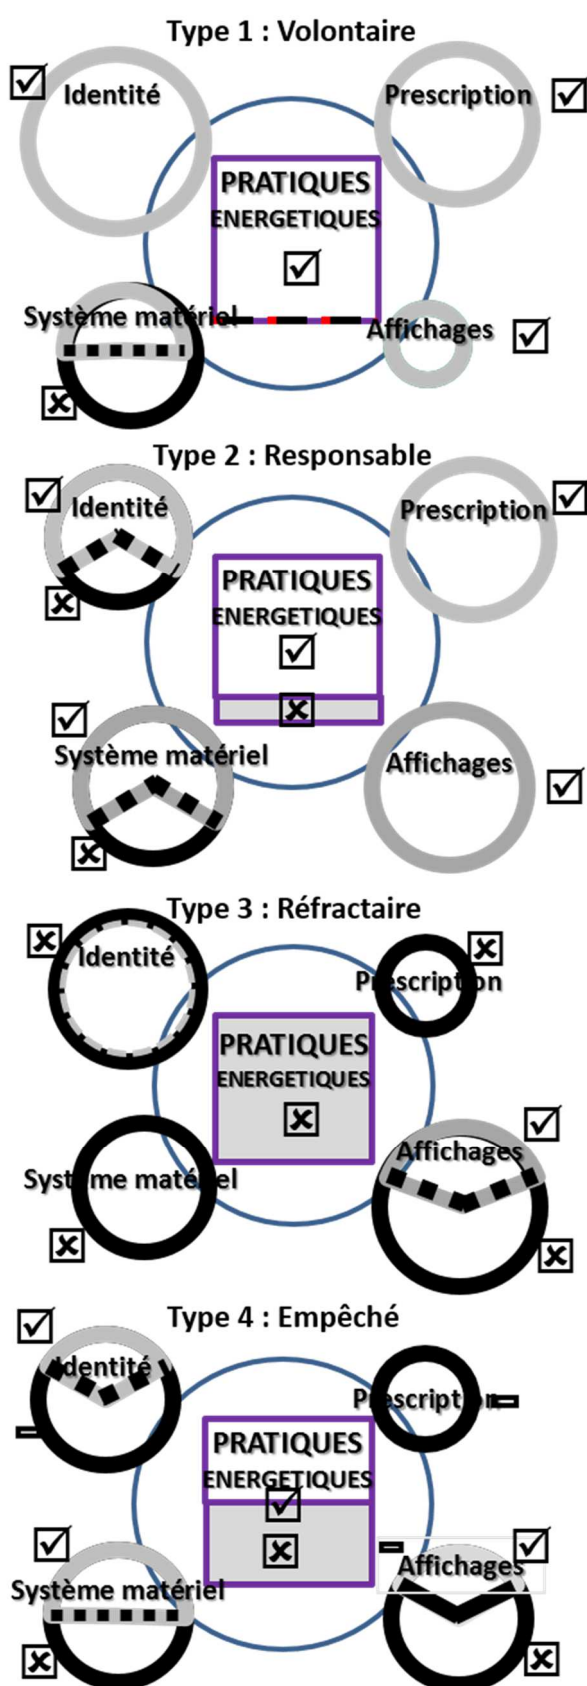 Type 1 : Volontaire
Identité
Prescription
PRATIQUES
ENERGETIQUES
Système matériel
Affichages
Type 2 : Responsable
Identité
Prescription
PRATIQUES
ENERGETIQUES
Système matériel
Affichages
Type 3 : Réfractaire
Identité
Prescription
PRATIQUES
ENERGETIQUES
Système matériel
Affichages
Type 4 : Empêché
Identité
Prescription
PRATIQUES
ENERGETIQUES
Système matériel
Affichages